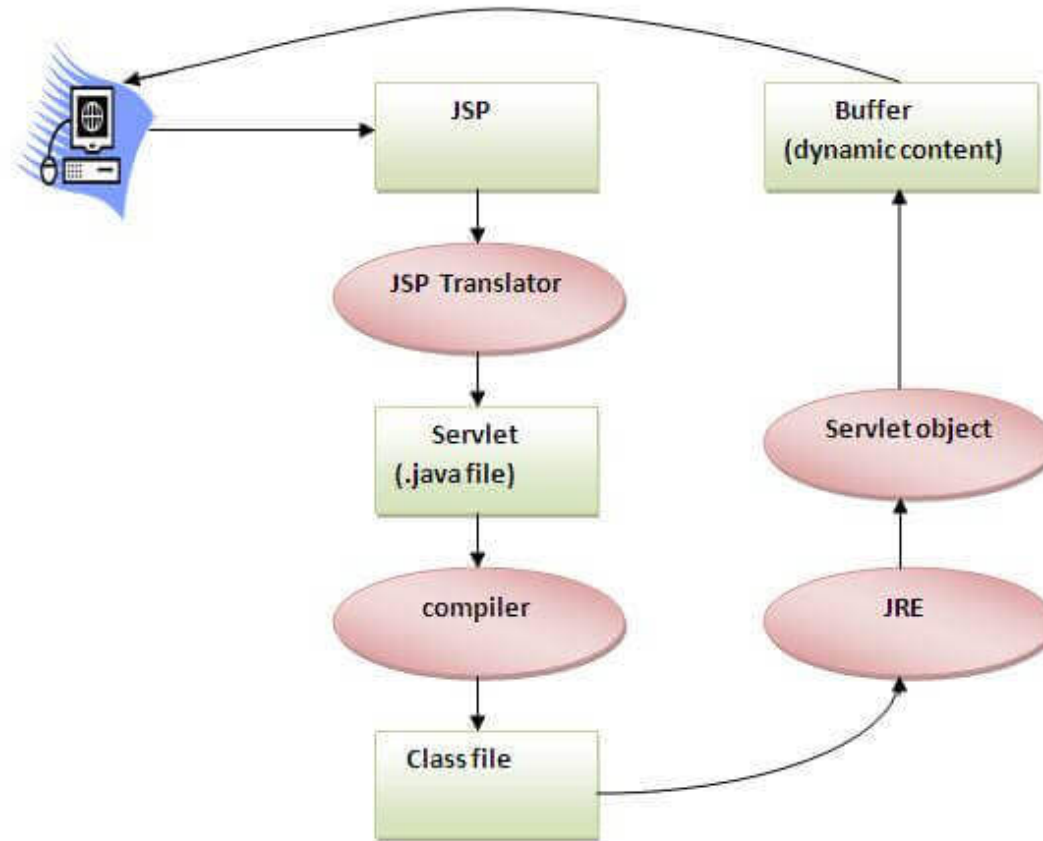 JSP
Buffer
(dynamic content)
JSP Translator
Servlet
(.java file)
Servlet object
compiler
JRE
Class file